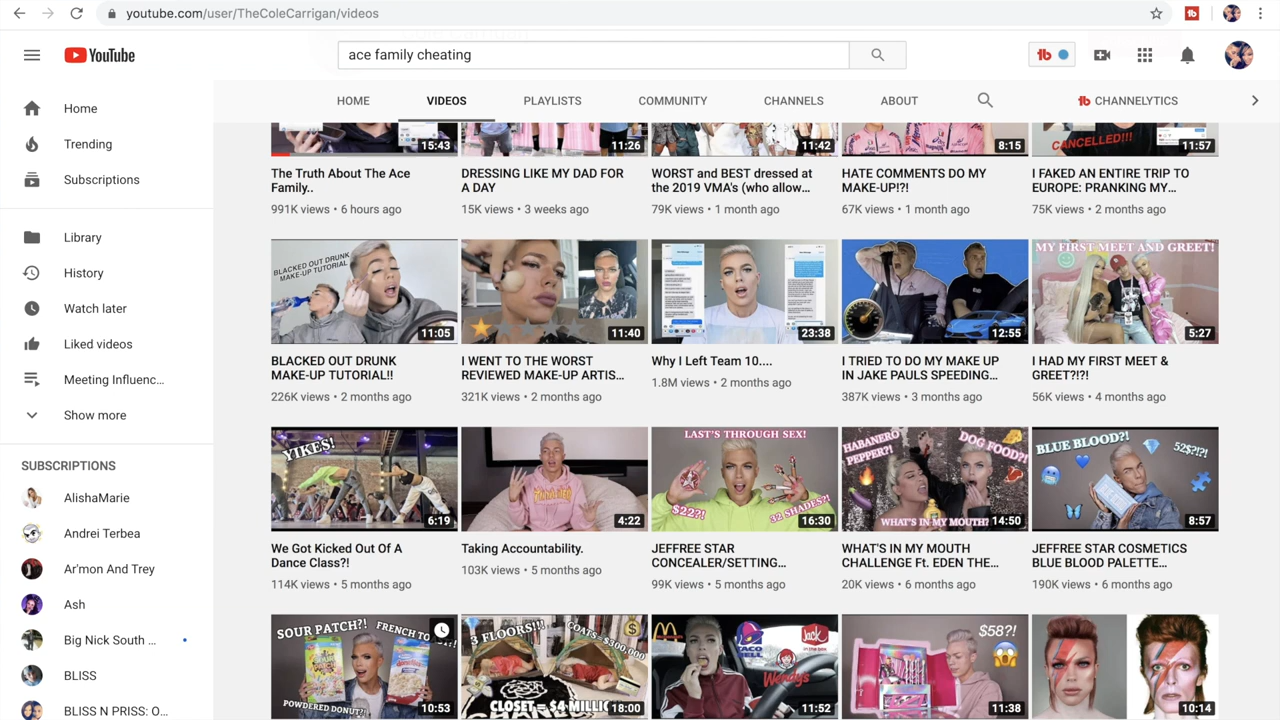 youtube.com/user/TheColeCarrigan/videos
YouTube
ace family cheating
HOME VIDEOS PLAYLISTS COMMUNITY CHANNELS ABOUT CHANNELYTICS
Home
Trending
Subscriptions
Library
History
Watch later
Liked videos
Meeting Influenc...
Show more
SUBSCRIPTIONS
AlishaMarie
Andrei Terbea
Ar'mon And Trey
Ash
Big Nick South ...
BLISS
BLISS N PRISS: O...
15:43
The Truth About The Ace
Family..
991K views • 6 hours ago
11:26
DRESSING LIKE MY DAD FOR
A DAY
15K views • 3 weeks ago
11:42
WORST and BEST dressed at
the 2019 VMA's (who allow...
79K views • 1 month ago
8:15
HATE COMMENTS DO MY
MAKE-UP!?!
67K views • 1 month ago
CANCELLED!!!
11:57
I FAKED AN ENTIRE TRIP TO
EUROPE: PRANKING MY...
75K views • 2 months ago
BLACKED OUT DRUNK
MAKE-UP TUTORIAL
11:05
BLACKED OUT DRUNK
MAKE-UP TUTORIAL!!
226K views • 2 months ago
11:40
I WENT TO THE WORST
REVIEWED MAKE-UP ARTIS...
321K views • 2 months ago
23:38
Why I Left Team 10....
1.8M views • 2 months ago
12:55
I TRIED TO DO MY MAKE UP
IN JAKE PAULS SPEEDING...
387K views • 3 months ago
MY FIRST MEET AND GREET!
5:27
I HAD MY FIRST MEET &
GREET?!?!
56K views • 4 months ago
YIKES!
6:19
We Got Kicked Out Of A
Dance Class?!
114K views • 5 months ago
4:22
Taking Accountability.
103K views • 5 months ago
LAST'S THROUGH SEX!
$22?!
32 SHADES?!
16:30
JEFFREE STAR
CONCEALER/SETTING...
99K views • 5 months ago
HABANERO
PEPPER?!
DOG FOOD?!
WHAT'S IN MY MOUTH?
14:50
WHAT'S IN MY MOUTH
CHALLENGE Ft. EDEN THE...
20K views • 6 months ago
BLUE BLOOD?!
52$?!?!
8:57
JEFFREE STAR COSMETICS
BLUE BLOOD PALETTE...
190K views • 6 months ago
SOUR PATCH?!
FRENCH TO
POWDERED DONUT?!
10:53
3 FLOORS!!!
COATS = $300,000
CLOSET = $4 MILLIO
18:00
TACO
BELL
Jack
Wendy's
11:52
$58?!
11:38
10:14